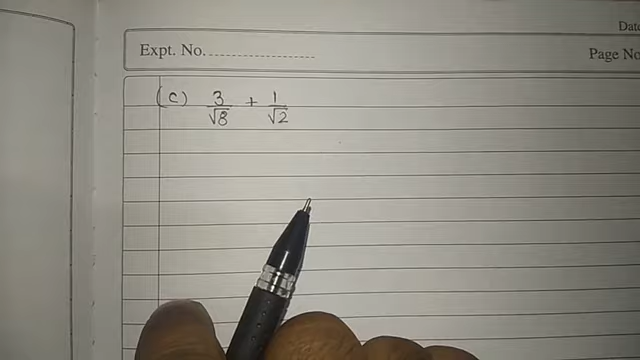 Date
Expt. No.
Page No
(c) 3/√8 + 1/√2